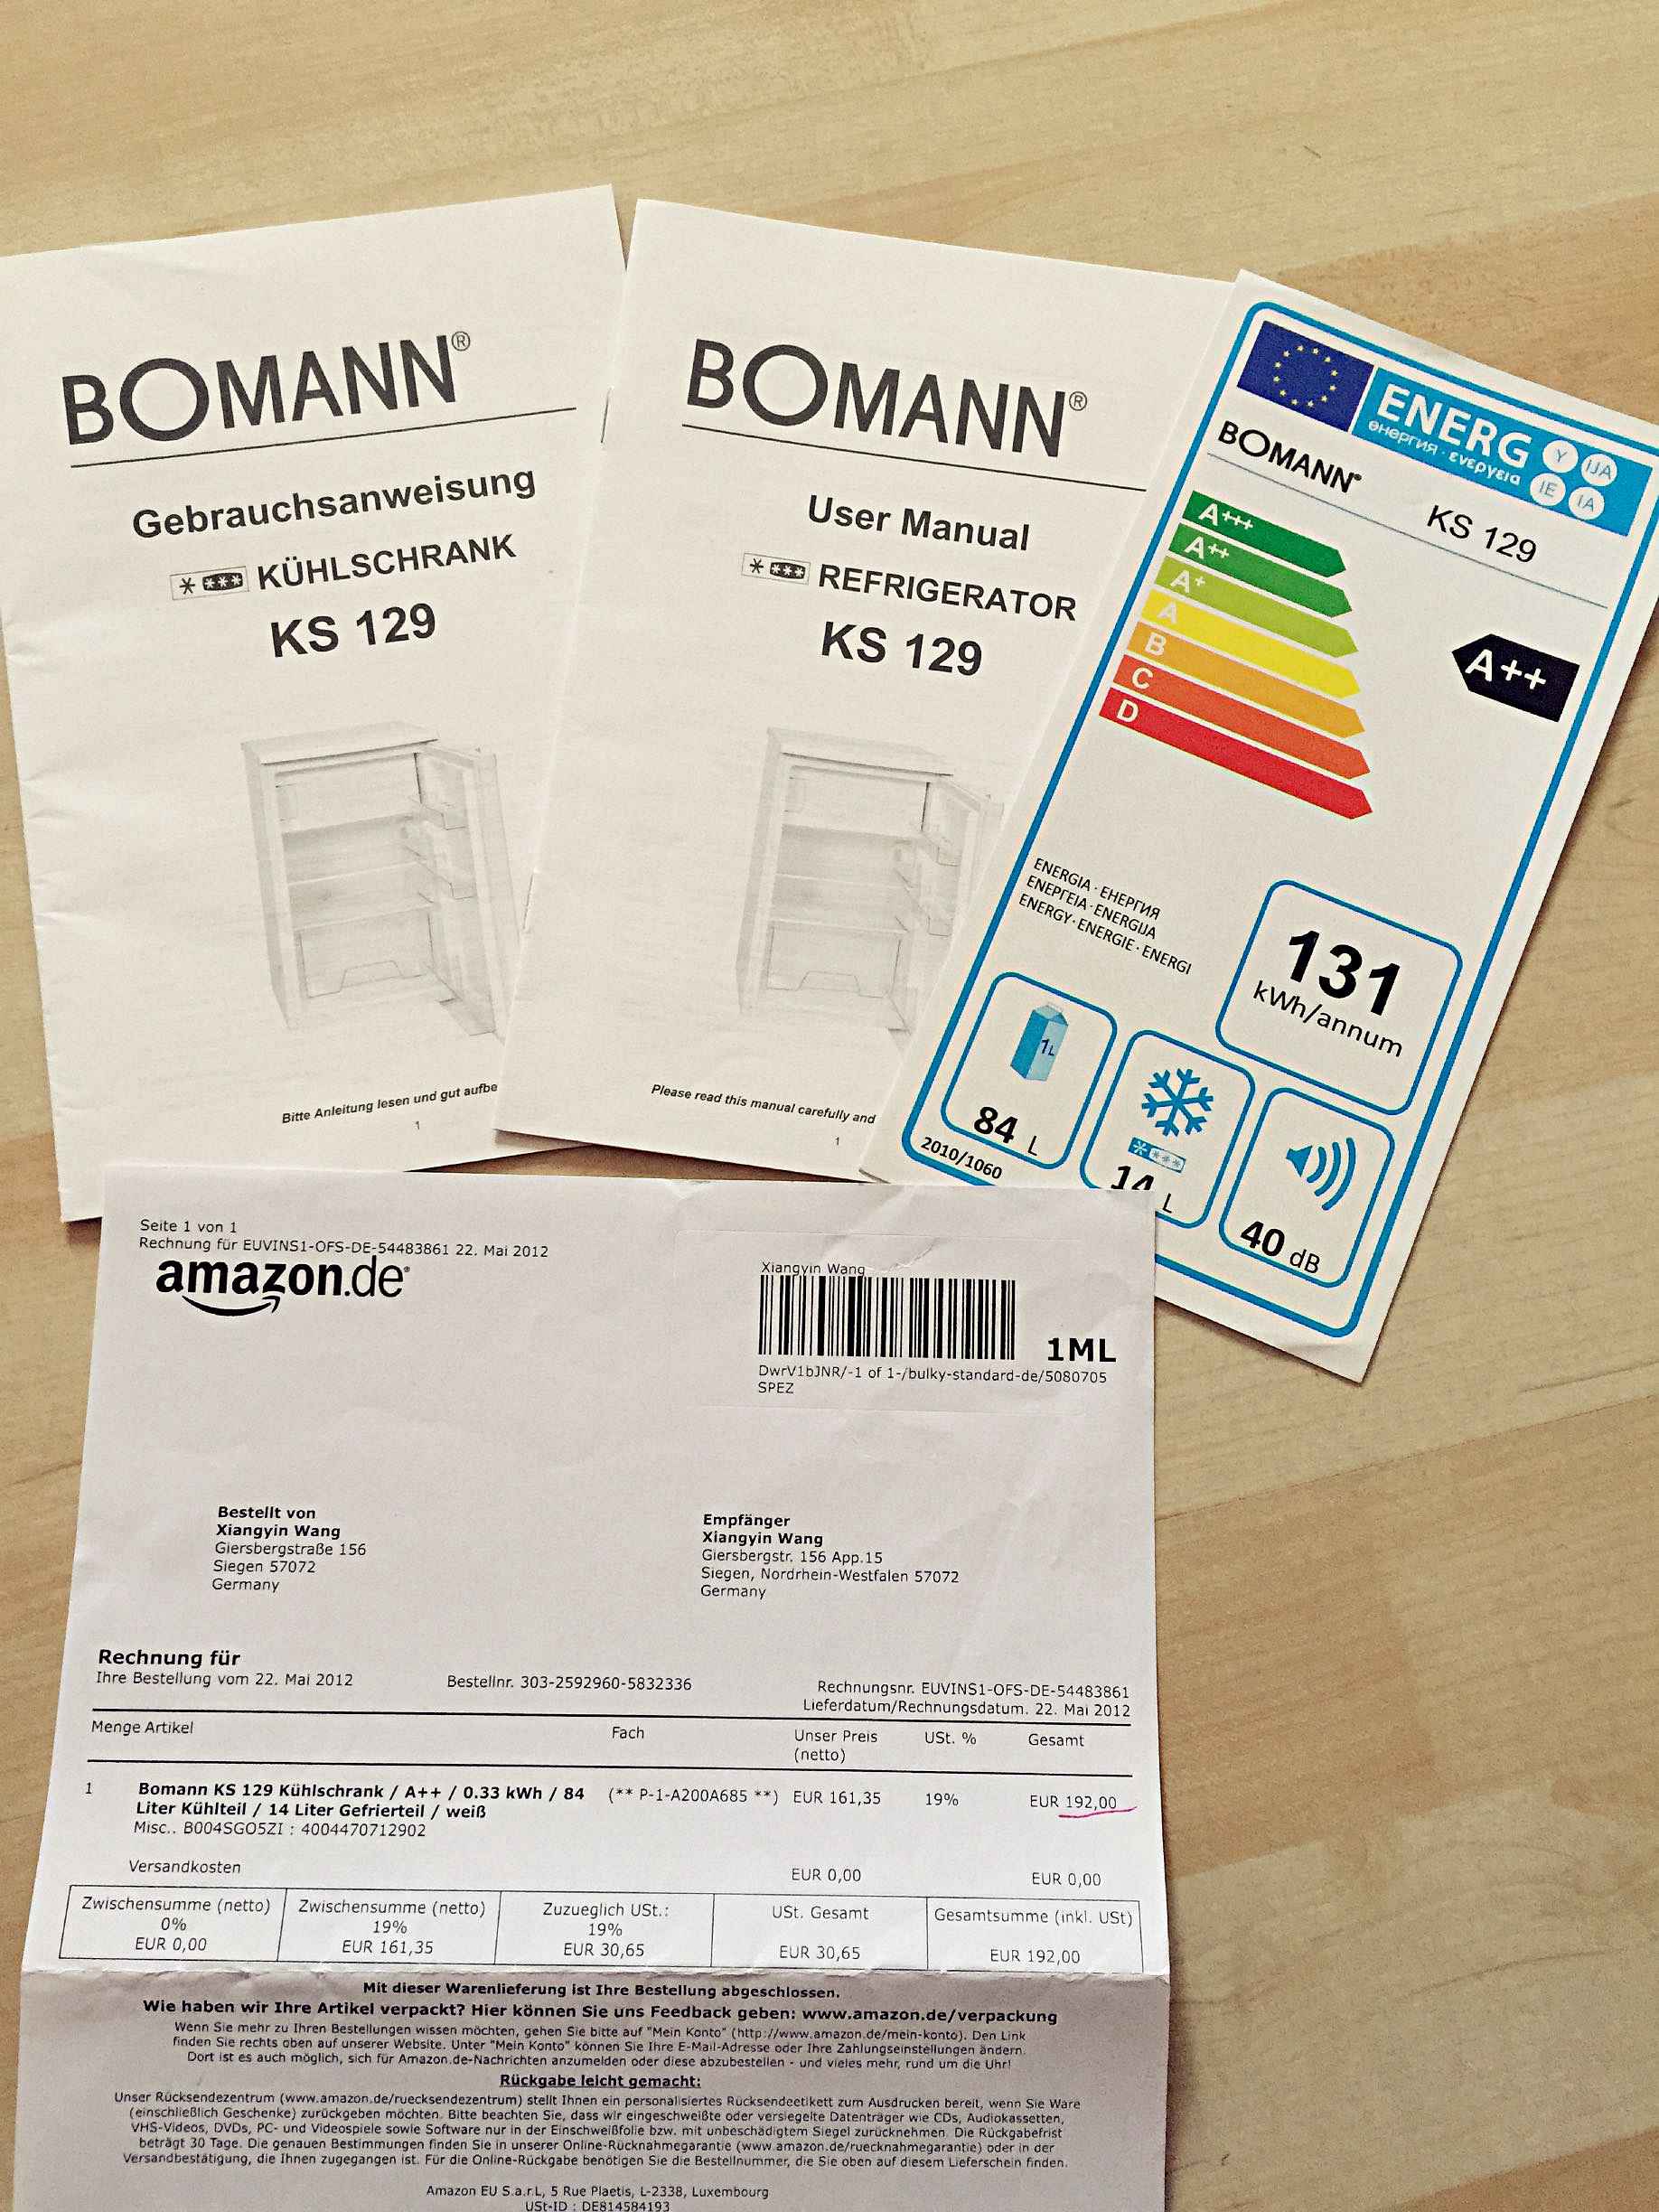 BOMANN®
Gebrauchsanweisung
KÜHLSCHRANK
KS 129
Bitte Anleitung lesen und gut aufbe
1
BOMANN®
User Manual
REFRIGERATOR
KS 129
Please read this manual carefully and
1
ENERG
енергия · ενεργεια
Y IJA
IE IA
BOMANN®
KS 129
A+++
A++
A+
A
B
C
D
A++
ENERGIA · ЕНЕРГИЯ
ΕΝΕΡΓΕΙΑ · ENERGIJA
ENERGY · ENERGIE · ENERGI
131
kWh/annum
1L
84 L
14 L
40 dB
2010/1060
Seite 1 von 1
Rechnung für EUVINS1-OFS-DE-54483861 22. Mai 2012
amazon.de
Xiangyin Wang
1ML
DwrV1bJNR/-1 of 1-/bulky-standard-de/5080705
SPEZ
Bestellt von
Xiangyin Wang
Giersbergstraße 156
Siegen 57072
Germany
Empfänger
Xiangyin Wang
Giersbergstr. 156 App.15
Siegen, Nordrhein-Westfalen 57072
Germany
Rechnung für
Ihre Bestellung vom 22. Mai 2012 Bestellnr. 303-2592960-5832336 Rechnungsnr. EUVINS1-OFS-DE-54483861
Lieferdatum/Rechnungsdatum. 22. Mai 2012
Menge Artikel Fach Unser Preis USt. % Gesamt
(netto)
1 Bomann KS 129 Kühlschrank / A++ / 0.33 kWh / 84 (** P-1-A200A685 **) EUR 161,35 19% EUR 192,00
Liter Kühlteil / 14 Liter Gefrierteil / weiß
Misc.. B004SGO5ZI : 4004470712902
Versandkosten EUR 0,00 EUR 0,00
Zwischensumme (netto) Zwischensumme (netto) Zuzueglich USt.: USt. Gesamt Gesamtsumme (inkl. USt)
0% 19% 19%
EUR 0,00 EUR 161,35 EUR 30,65 EUR 30,65 EUR 192,00
Mit dieser Warenlieferung ist Ihre Bestellung abgeschlossen.
Wie haben wir Ihre Artikel verpackt? Hier können Sie uns Feedback geben: www.amazon.de/verpackung
Wenn Sie mehr zu Ihren Bestellungen wissen möchten, gehen Sie bitte auf "Mein Konto" (http://www.amazon.de/mein-konto). Den Link
finden Sie rechts oben auf unserer Website. Unter "Mein Konto" können Sie Ihre E-Mail-Adresse oder Ihre Zahlungseinstellungen ändern.
Dort ist es auch möglich, sich für Amazon.de-Nachrichten anzumelden oder diese abzubestellen - und vieles mehr, rund um die Uhr!
Rückgabe leicht gemacht:
Unser Rücksendezentrum (www.amazon.de/ruecksendezentrum) stellt Ihnen ein personalisiertes Rücksendeetikett zum Ausdrucken bereit, wenn Sie Ware
(einschließlich Geschenke) zurückgeben möchten. Bitte beachten Sie, dass wir eingeschweißte oder versiegelte Datenträger wie CDs, Audiokassetten,
VHS-Videos, DVDs, PC- und Videospiele sowie Software nur in der Einschweißfolie bzw. mit unbeschädigtem Siegel zurücknehmen. Die Rückgabefrist
beträgt 30 Tage. Die genauen Bestimmungen finden Sie in unserer Online-Rücknahmegarantie (www.amazon.de/ruecknahmegarantie) oder in der
Versandbestätigung, die Ihnen zugegangen ist. Für die Online-Rückgabe benötigen Sie die Bestellnummer, die Sie oben auf diesem Lieferschein finden.
Amazon EU S.a.r.L, 5 Rue Plaetis, L-2338, Luxembourg
USt-ID : DE814584193